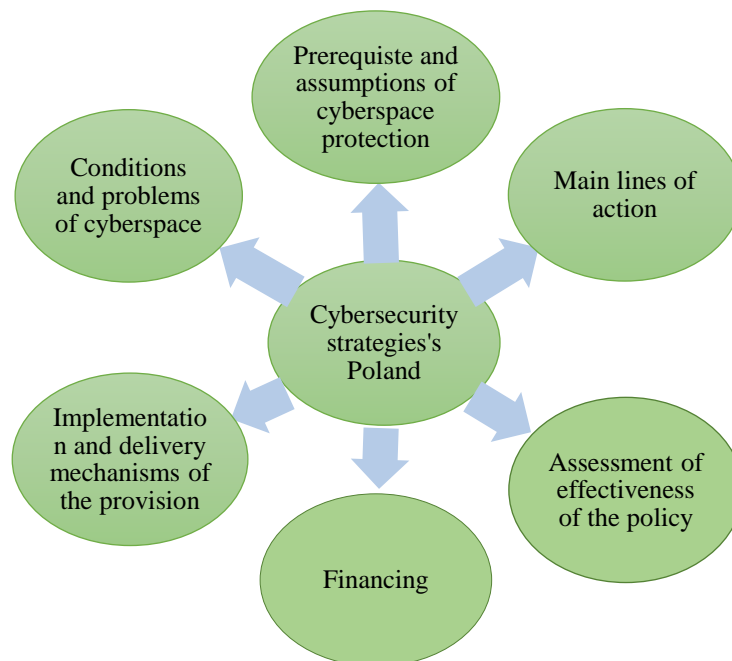 Prerequiste and
assumptions of
cyberspace
protection
Conditions
and problems
of cyberspace
Main lines of
action
Cybersecurity
strategies's
Poland
Implementatio
n and delivery
mechanisms of
the provision
Assessment of
effectiveness
of the policy
Financing